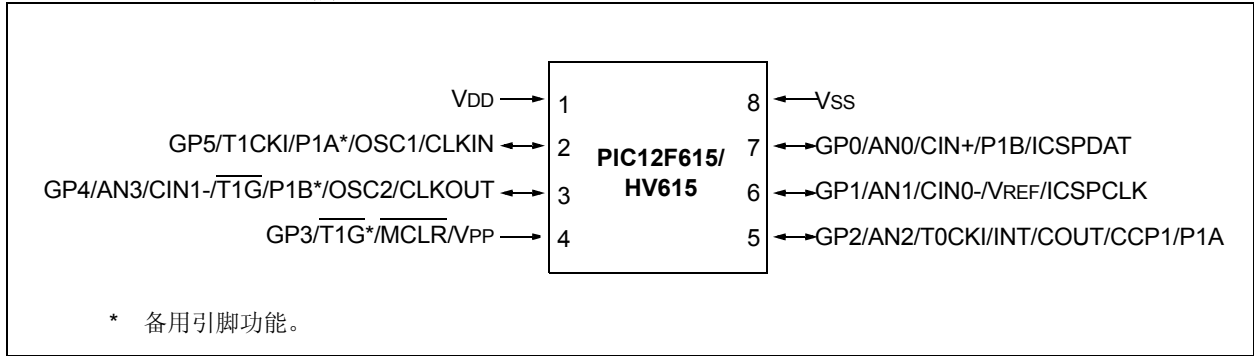 VDD 1 8 VSS
GP5/T1CKI/P1A*/OSC1/CLKIN 2 7 GP0/AN0/CIN+/P1B/ICSPDAT
PIC12F615/
HV615
GP4/AN3/CIN1-/T1G/P1B*/OSC2/CLKOUT 3 6 GP1/AN1/CIN0-/VREF/ICSPCLK
GP3/T1G*/MCLR/VPP 4 5 GP2/AN2/T0CKI/INT/COUT/CCP1/P1A
* 备用引脚功能。